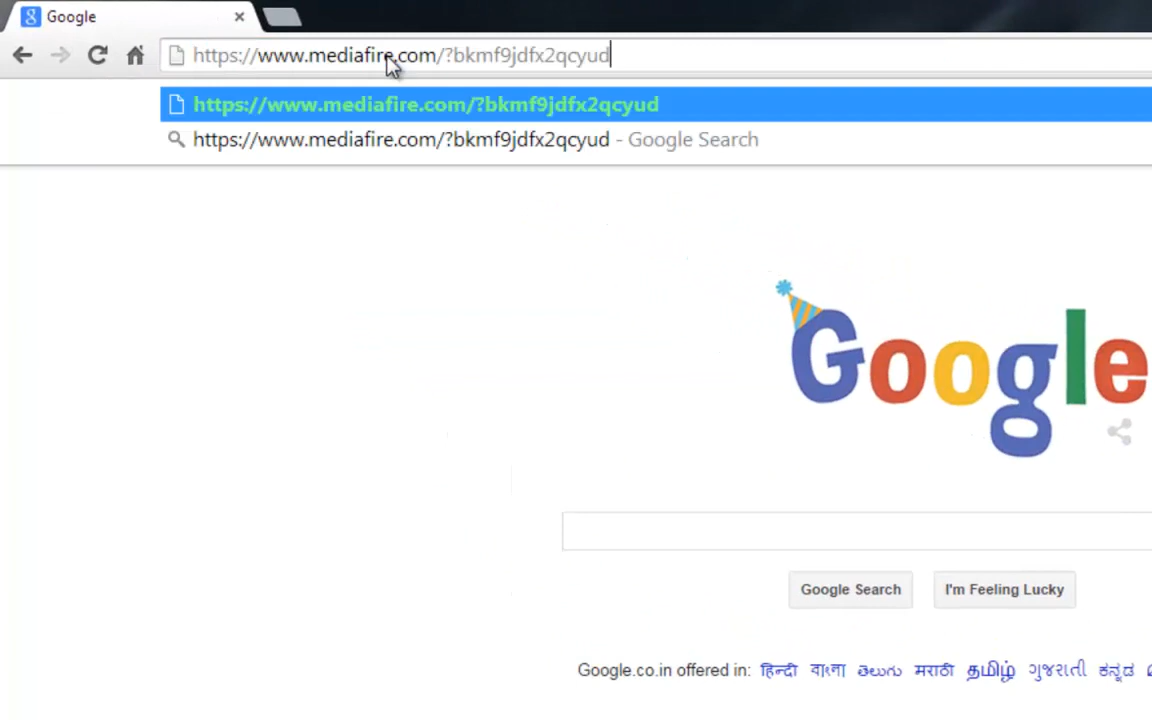 Google
https://www.mediafire.com/?bkmf9jdfx2qcyud
https://www.mediafire.com/?bkmf9jdfx2qcyud
https://www.mediafire.com/?bkmf9jdfx2qcyud - Google Search
Google
Google Search I'm Feeling Lucky
Google.co.in offered in: हिन्दी বাংলা తెలుగు मराठी தமிழ் ગુજરાતી ಕನ್ನಡ